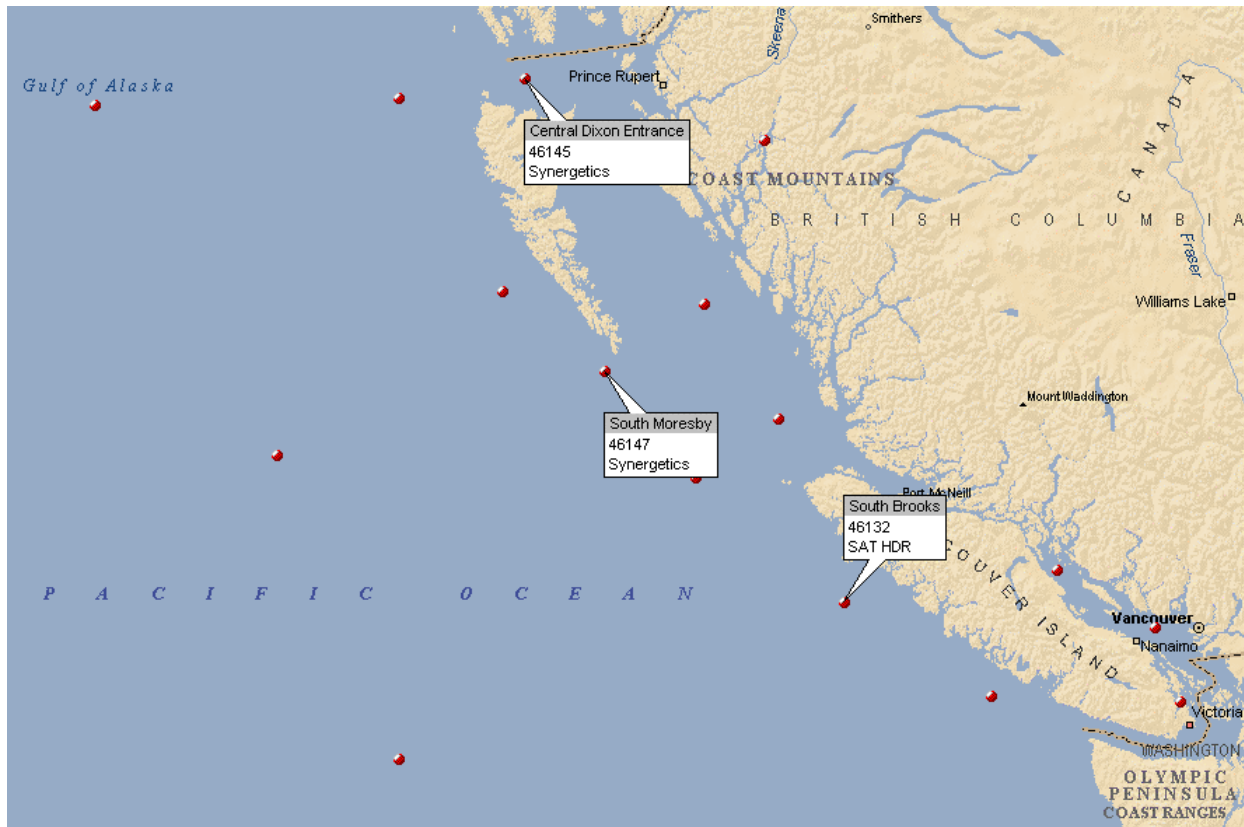 Smithers
Skeena
Gulf of Alaska
Prince Rupert
CANADA
Central Dixon Entrance
46145
Synergetics
COAST MOUNTAINS
BRITISH COLUMBIA
Fraser
Williams Lake
Mount Waddington
South Moresby
46147
Synergetics
Port McNeill
South Brooks
46132
SAT HDR
PACIFIC OCEAN
COUVER ISLAND
Vancouver
Nanaimo
Victoria
WASHINGTON
OLYMPIC
PENINSULA
COAST RANGES